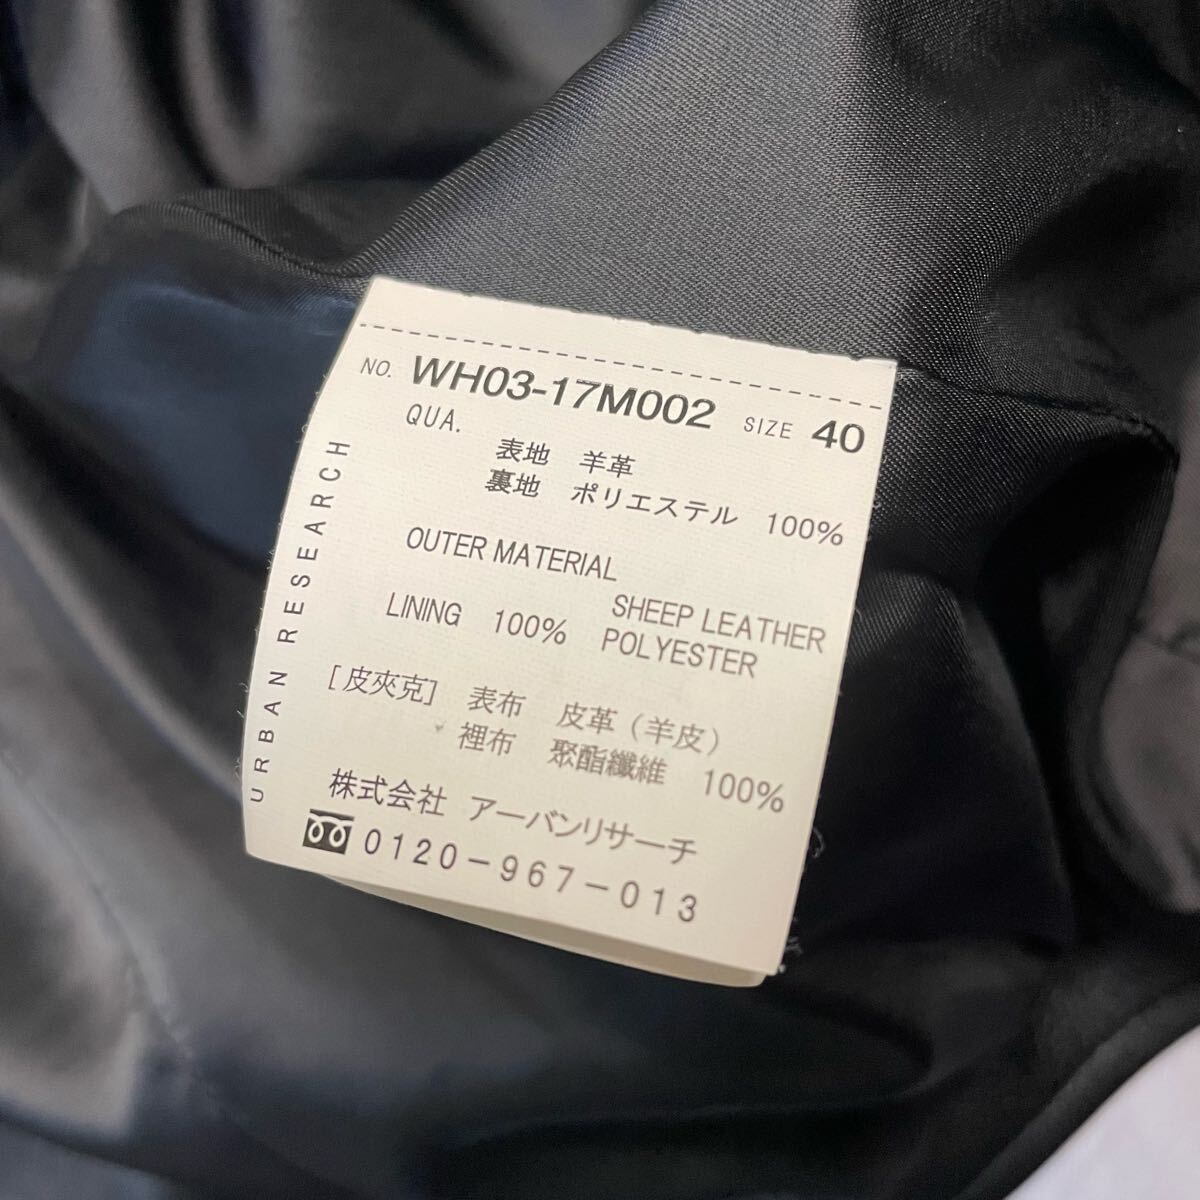 NO. WH03-17M002 SIZE 40
QUA.
表地 羊革
裏地 ポリエステル 100%
OUTER MATERIAL
SHEEP LEATHER
LINING 100% POLYESTER
[皮夾克] 表布 皮革(羊皮)
裡布 聚酯纖維 100%
株式会社 アーバンリサーチ
0120-967-013
URBAN RESEARCH